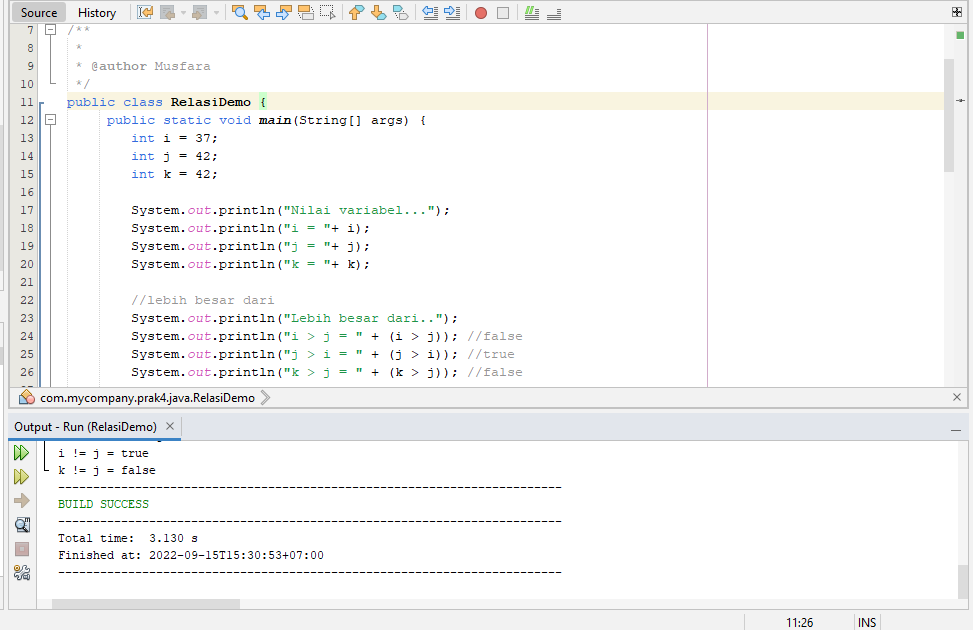 Source History
7 /**
8 *
9 * @author Musfara
10 */
11 public class RelasiDemo {
12 public static void main(String[] args) {
13 int i = 37;
14 int j = 42;
15 int k = 42;
16
17 System.out.println("Nilai variabel...");
18 System.out.println("i = "+ i);
19 System.out.println("j = "+ j);
20 System.out.println("k = "+ k);
21
22 //lebih besar dari
23 System.out.println("Lebih besar dari..");
24 System.out.println("i > j = " + (i > j)); //false
25 System.out.println("j > i = " + (j > i)); //true
26 System.out.println("k > j = " + (k > j)); //false
com.mycompany.prak4.java.RelasiDemo
Output - Run (RelasiDemo)
i != j = true
k != j = false
------------------------------------------------------------------------
BUILD SUCCESS
------------------------------------------------------------------------
Total time: 3.130 s
Finished at: 2022-09-15T15:30:53+07:00
------------------------------------------------------------------------
11:26 INS